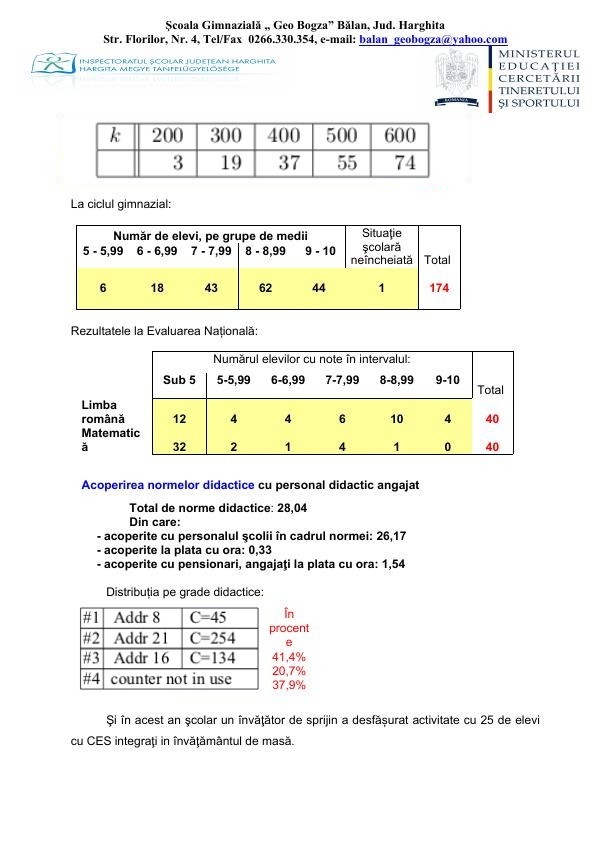 Şcoala Gimnazială „ Geo Bogza” Bălan, Jud. Harghita
Str. Florilor, Nr. 4, Tel/Fax 0266.330.354, e-mail: balan_geobogza@yahoo.com
INSPECTORATUL ŞCOLAR JUDEŢEAN HARGHITA
HARGITA MEGYE TANFELÜGYELŐSÉGE
ROMANIA
MINISTERUL
EDUCAŢIEI
CERCETĂRII
TINERETULUI
ŞI SPORTULUI
k 200 300 400 500 600
3 19 37 55 74
La ciclul gimnazial:
Număr de elevi, pe grupe de medii Situaţie şcolară neîncheiată Total
5 - 5,99 6 - 6,99 7 - 7,99 8 - 8,99 9 - 10
6 18 43 62 44 1 174
Rezultatele la Evaluarea Națională:
Numărul elevilor cu note în intervalul:
Sub 5 5-5,99 6-6,99 7-7,99 8-8,99 9-10 Total
Limba
română 12 4 4 6 10 4 40
Matematic
ă 32 2 1 4 1 0 40
Acoperirea normelor didactice cu personal didactic angajat
Total de norme didactice: 28,04
Din care:
- acoperite cu personalul şcolii în cadrul normei: 26,17
- acoperite la plata cu ora: 0,33
- acoperite cu pensionari, angajaţi la plata cu ora: 1,54
Distribuția pe grade didactice:
#1 Addr 8 C=45
#2 Addr 21 C=254
#3 Addr 16 C=134
#4 counter not in use
În
procent
e
41,4%
20,7%
37,9%
Şi în acest an şcolar un învăţător de sprijin a desfășurat activitate cu 25 de elevi
cu CES integraţi in învăţământul de masă.